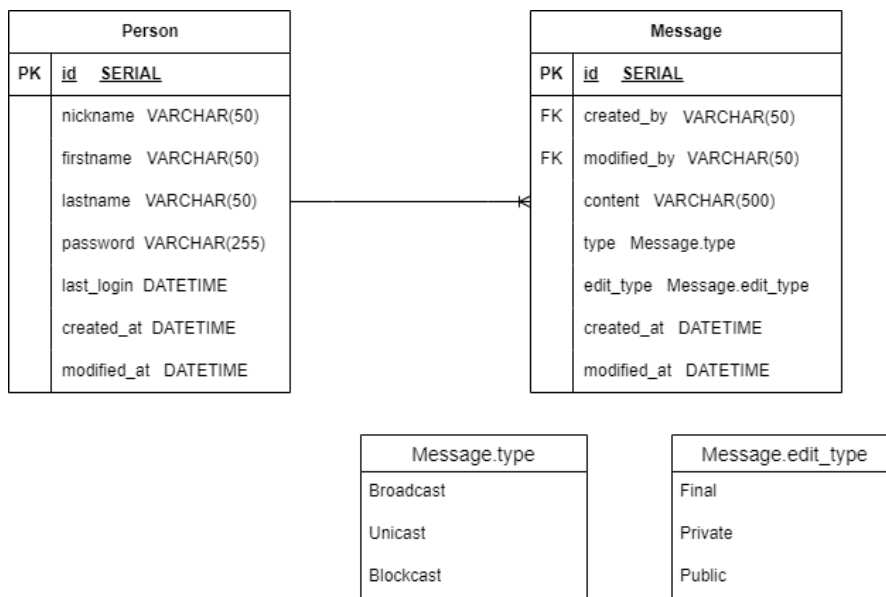 Person
PK id SERIAL
nickname VARCHAR(50)
firstname VARCHAR(50)
lastname VARCHAR(50)
password VARCHAR(255)
last_login DATETIME
created_at DATETIME
modified_at DATETIME
Message
PK id SERIAL
FK created_by VARCHAR(50)
FK modified_by VARCHAR(50)
content VARCHAR(500)
type Message.type
edit_type Message.edit_type
created_at DATETIME
modified_at DATETIME
Message.type
Broadcast
Unicast
Blockcast
Message.edit_type
Final
Private
Public